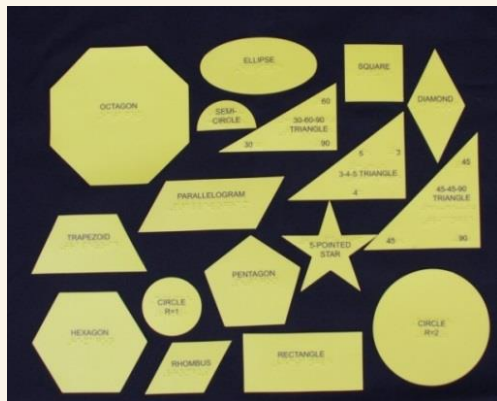 ELLIPSE
SQUARE
OCTAGON
DIAMOND
SEMI-
CIRCLE
60
30-60-90
TRIANGLE
30
90
5
3
3-4-5 TRIANGLE
4
45
45-45-90
TRIANGLE
45
90
PARALLELOGRAM
TRAPEZOID
5-POINTED
STAR
PENTAGON
CIRCLE
R=1
HEXAGON
CIRCLE
R=2
RHOMBUS
RECTANGLE